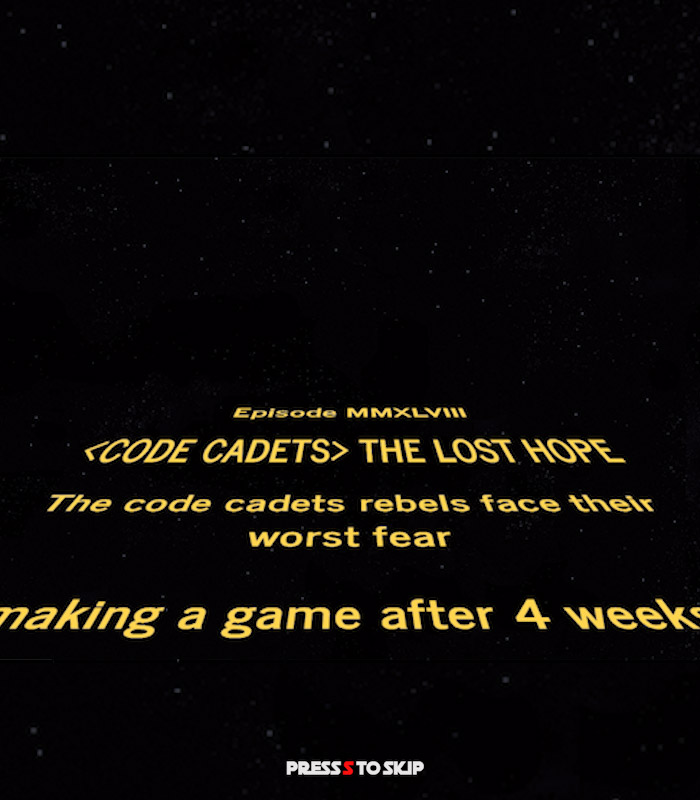 Episode MMXLVIII
<CODE CADETS> THE LOST HOPE
The code cadets rebels face their
worst fear
making a game after 4 weeks
PRESS S TO SKIP